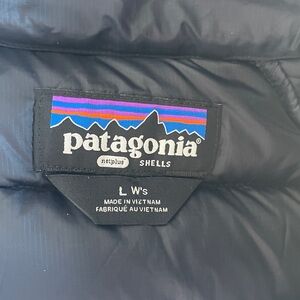 patagonia®
netplus® SHELLS
L W's
MADE IN VIETNAM
FABRIQUÉ AU VIETNAM